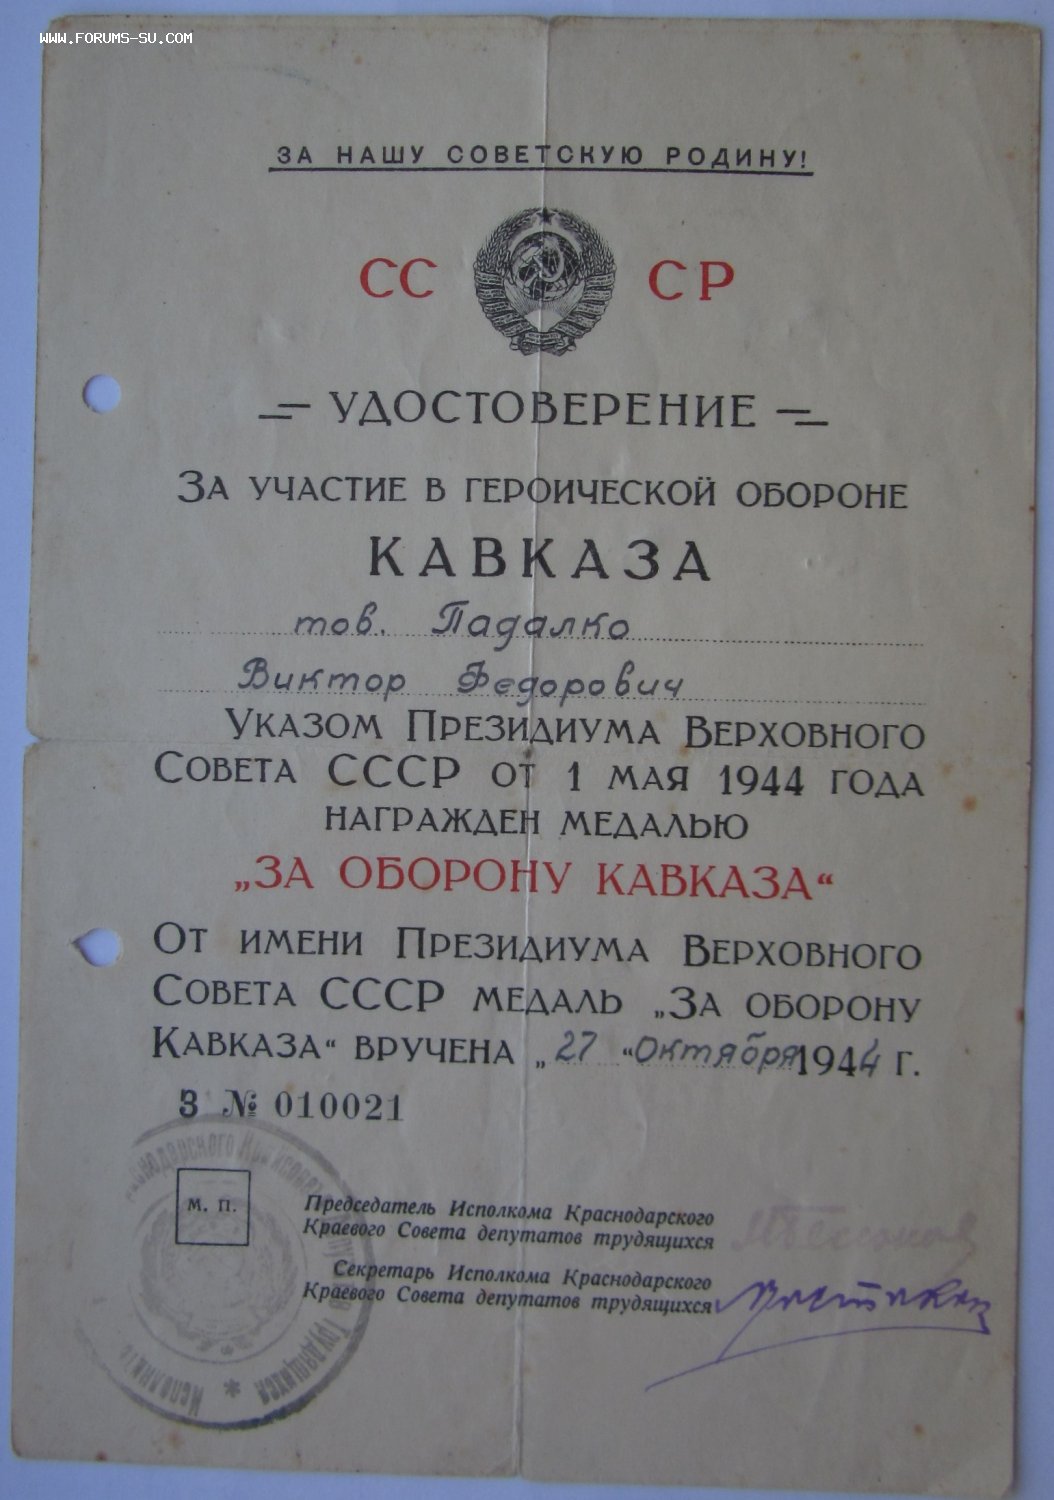 WWW.FORUMS-SU.COM
ЗА НАШУ СОВЕТСКУЮ РОДИНУ!
СС СР
УДОСТОВЕРЕНИЕ
ЗА УЧАСТИЕ В ГЕРОИЧЕСКОЙ ОБОРОНЕ
КАВКАЗА
тов. Падалко
Виктор Федорович
УКАЗОМ ПРЕЗИДИУМА ВЕРХОВНОГО
СОВЕТА СССР ОТ 1 МАЯ 1944 ГОДА
НАГРАЖДЕН МЕДАЛЬЮ
„ЗА ОБОРОНУ КАВКАЗА“
ОТ ИМЕНИ ПРЕЗИДИУМА ВЕРХОВНОГО
СОВЕТА СССР МЕДАЛЬ „ЗА ОБОРОНУ
КАВКАЗА“ ВРУЧЕНА „27“ октября 1944 Г.
З № 010021
М. П.
Председатель Исполкома Краснодарского
Краевого Совета депутатов трудящихся
Секретарь Исполкома Краснодарского
Краевого Совета депутатов трудящихся